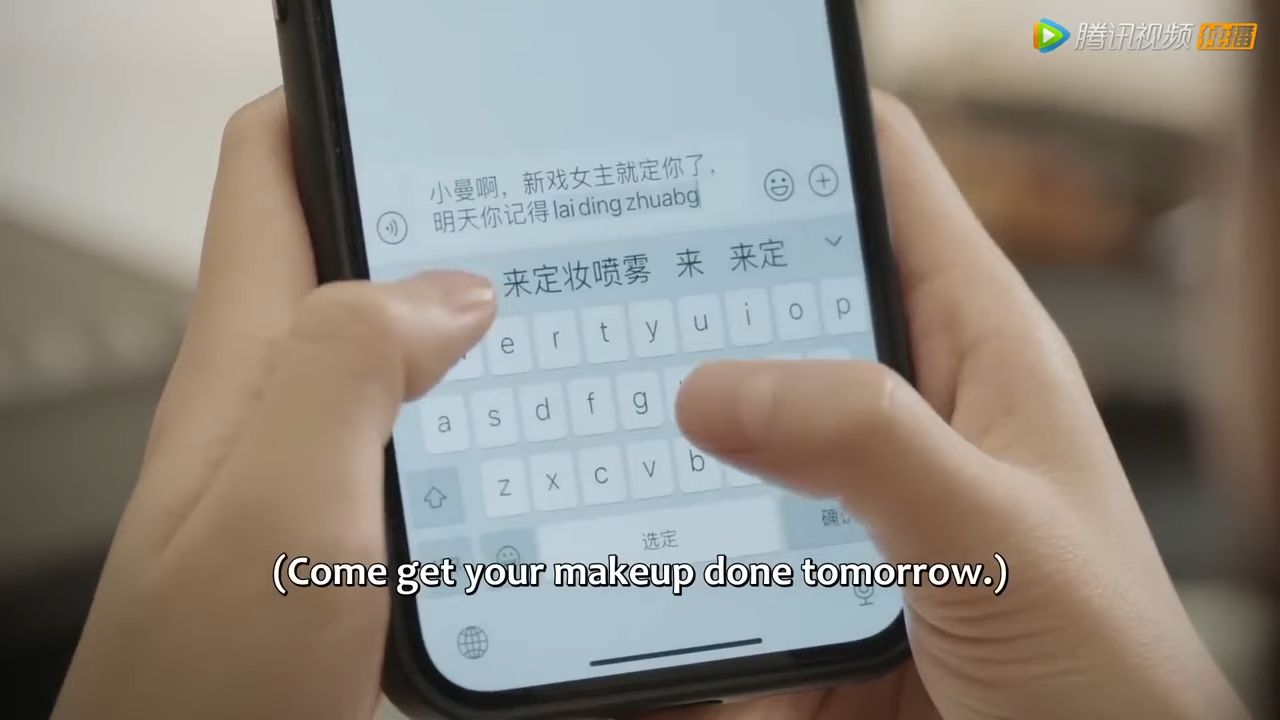 腾讯视频 独播
小曼啊，新戏女主就定你了，
明天你记得lai ding zhuabg
来定妆喷雾 来 来定
e r t y u i o p
a s d f g
z x c v b
选定
(Come get your makeup done tomorrow.)